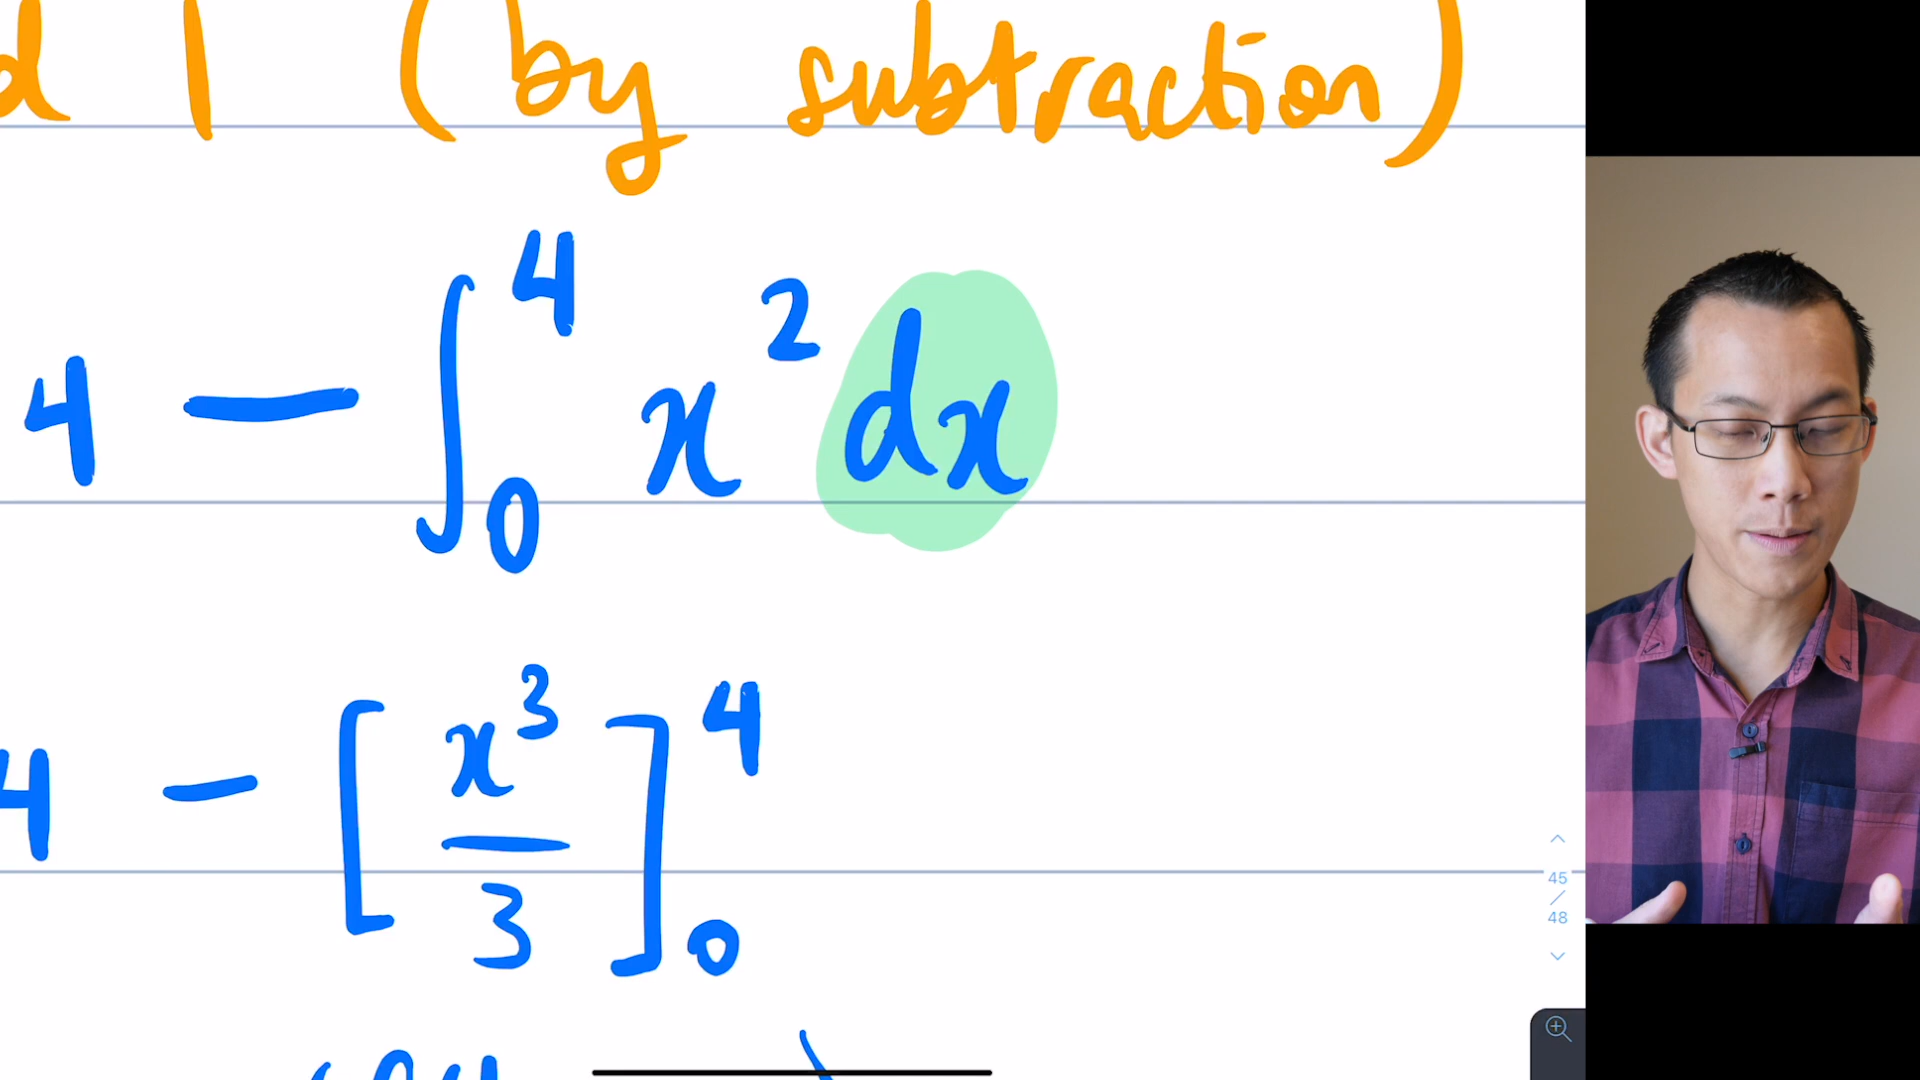 d 1 (by subtraction)
4 − ∫₀⁴ x² dx
4 − [x³/3]₀⁴
45
/
48